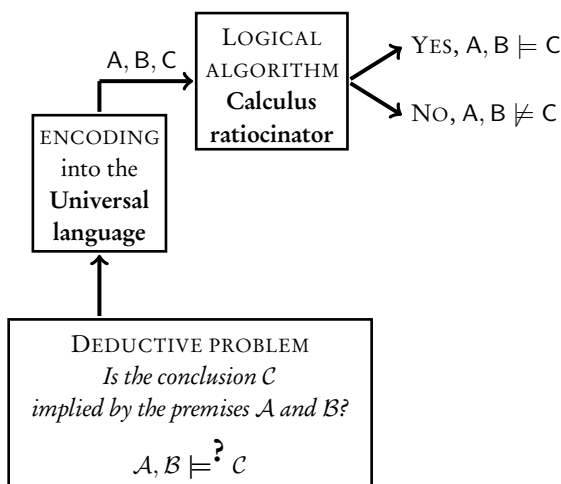 LOGICAL
ALGORITHM
Calculus
ratiocinator
YES, A, B ⊨ C
NO, A, B ⊭ C
A, B, C
ENCODING
into the
Universal
language
DEDUCTIVE PROBLEM
Is the conclusion 𝒞
implied by the premises 𝒜 and ℬ?
𝒜, ℬ ⊨? 𝒞